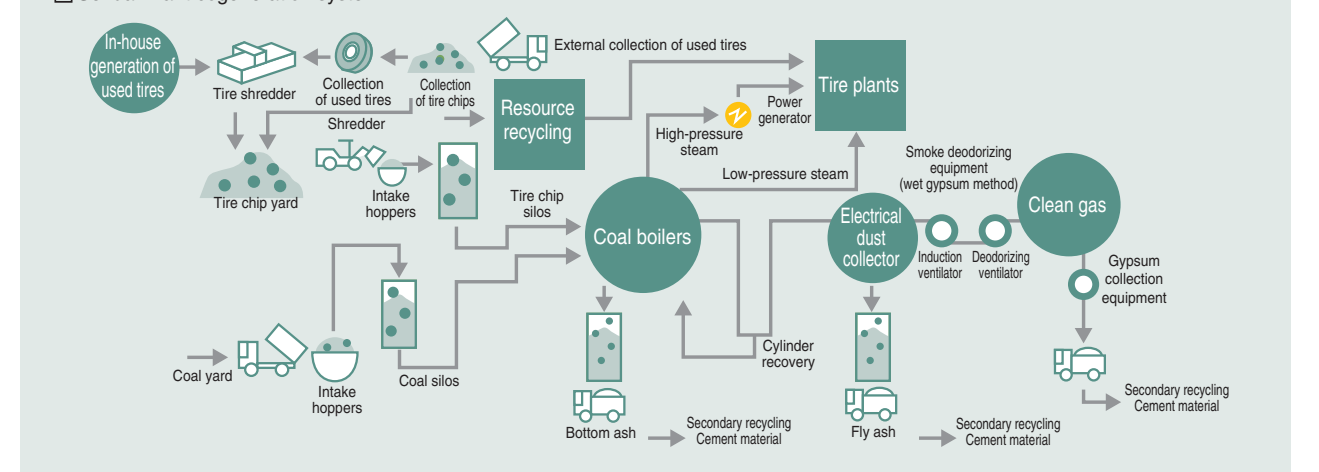 In-house
generation of
used tires
Tire shredder
Collection
of used tires
Collection
of tire chips
External collection of used tires
Resource
recycling
Tire plants
Power
generator
High-pressure
steam
Low-pressure steam
Shredder
Intake
hoppers
Tire chip yard
Tire chip
silos
Coal boilers
Smoke deodorizing
equipment
(wet gypsum method)
Clean gas
Electrical
dust
collector
Induction
ventilator
Deodorizing
ventilator
Gypsum
collection
equipment
Coal yard
Intake
hoppers
Coal silos
Cylinder
recovery
Bottom ash
Secondary recycling
Cement material
Fly ash
Secondary recycling
Cement material
Secondary recycling
Cement material